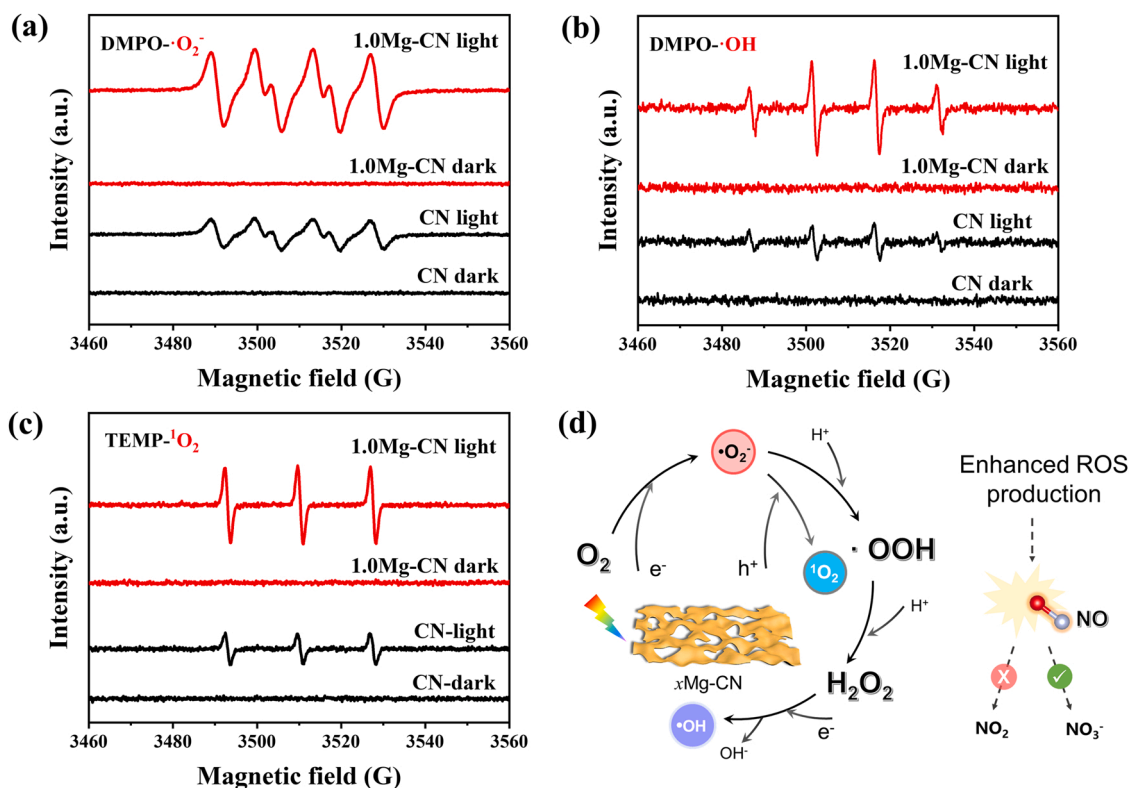 (a)
DMPO-·O₂⁻
1.0Mg-CN light
1.0Mg-CN dark
CN light
CN dark
Intensity (a.u.)
3460 3480 3500 3520 3540 3560
Magnetic field (G)
(b)
DMPO-·OH
1.0Mg-CN light
1.0Mg-CN dark
CN light
CN dark
Intensity (a.u.)
3460 3480 3500 3520 3540 3560
Magnetic field (G)
(c)
TEMP-¹O₂
1.0Mg-CN light
1.0Mg-CN dark
CN-light
CN-dark
Intensity (a.u.)
3460 3480 3500 3520 3540 3560
Magnetic field (G)
(d)
•O₂⁻
H⁺
O₂
e⁻
h⁺
¹O₂
· OOH
H⁺
xMg-CN
H₂O₂
•OH
OH⁻
e⁻
Enhanced ROS
production
NO
X
✓
NO₂
NO₃⁻